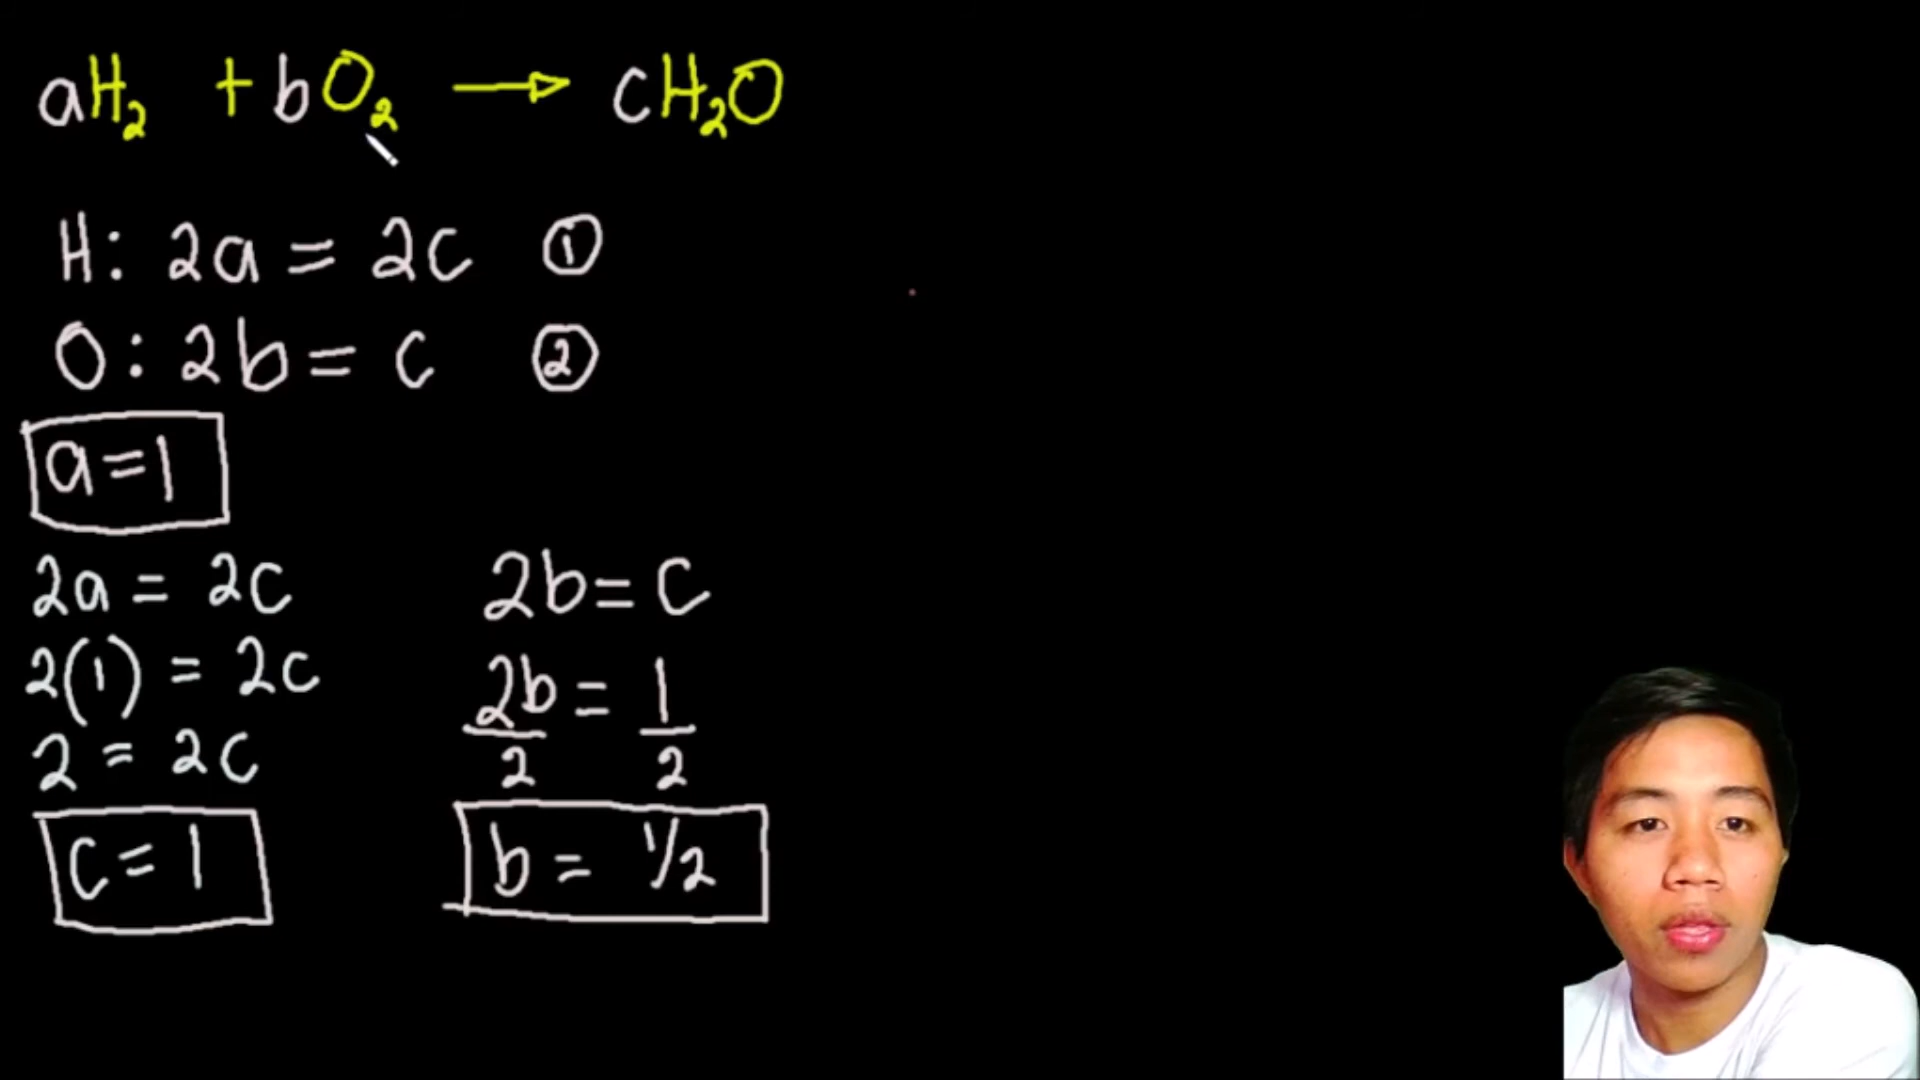 aH₂ + bO₂ → cH₂O
H: 2a = 2c ①
O: 2b = c ②
a = 1
2a = 2c
2(1) = 2c
2 = 2c
c = 1
2b = c
2b/2 = 1/2
b = 1/2